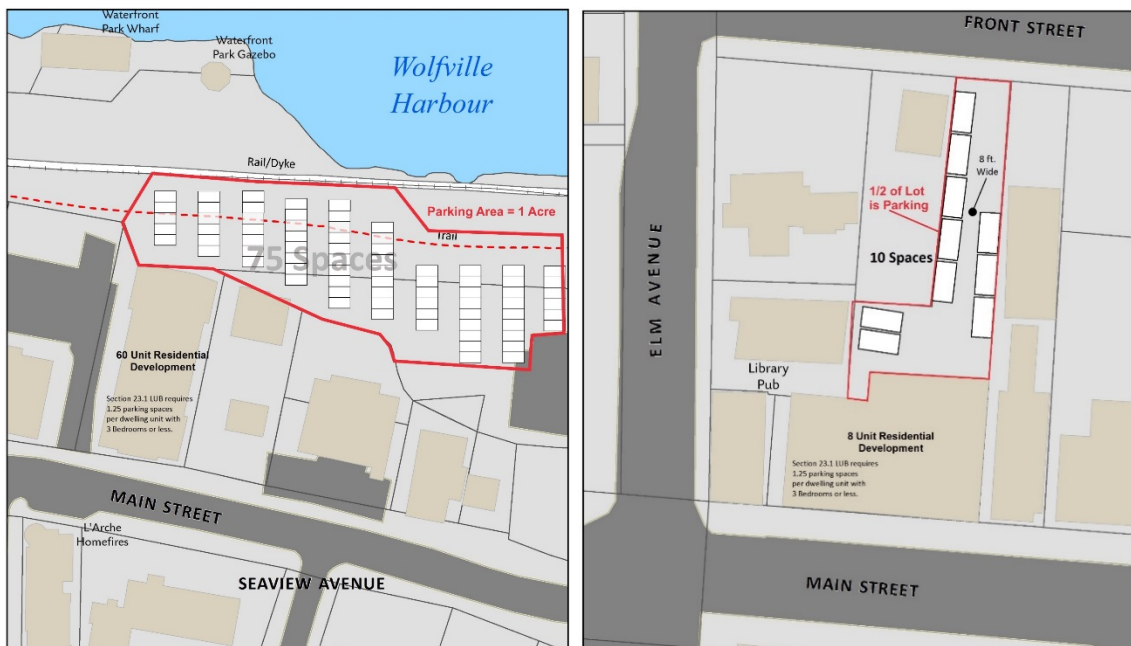 Waterfront
Park Wharf
Waterfront
Park Gazebo
Wolfville
Harbour
Rail/Dyke
Parking Area = 1 Acre
Trail
75 Spaces
60 Unit Residential
Development
Section 23.1 LUB requires
1.25 parking spaces
per dwelling unit with
3 Bedrooms or less.
MAIN STREET
L'Arche
Homefires
SEAVIEW AVENUE
FRONT STREET
8 ft.
Wide
1/2 of Lot
is Parking
10 Spaces
ELM AVENUE
Library
Pub
8 Unit Residential
Development
Section 23.1 LUB requires
1.25 parking spaces
per dwelling unit with
3 Bedrooms or less.
MAIN STREET